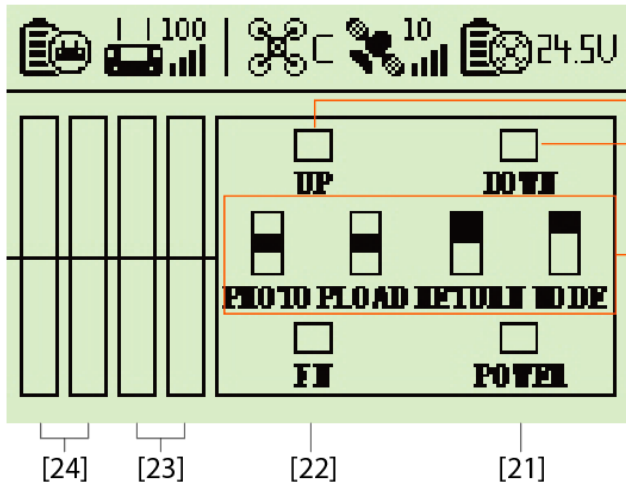 100 C 10 24.5V
UP DOWN
PHOTO PLOAD RETURN MODE
FN POWER
[24] [23] [22] [21]